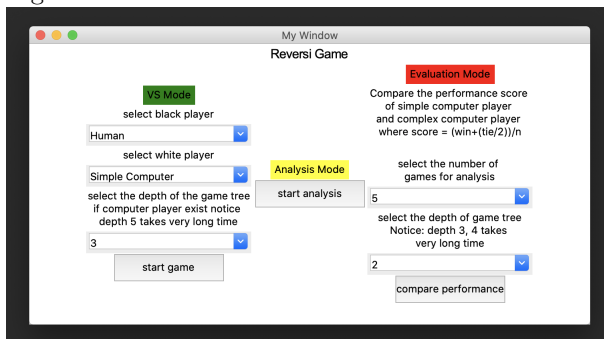 My Window
Reversi Game
VS Mode
select black player
Human
select white player
Simple Computer
select the depth of the game tree
if computer player exist notice
depth 5 takes very long time
3
start game
Analysis Mode
start analysis
Evaluation Mode
Compare the performance score
of simple computer player
and complex computer player
where score = (win+(tie/2))/n
select the number of
games for analysis
5
select the depth of game tree
Notice: depth 3, 4 takes
very long time
2
compare performance